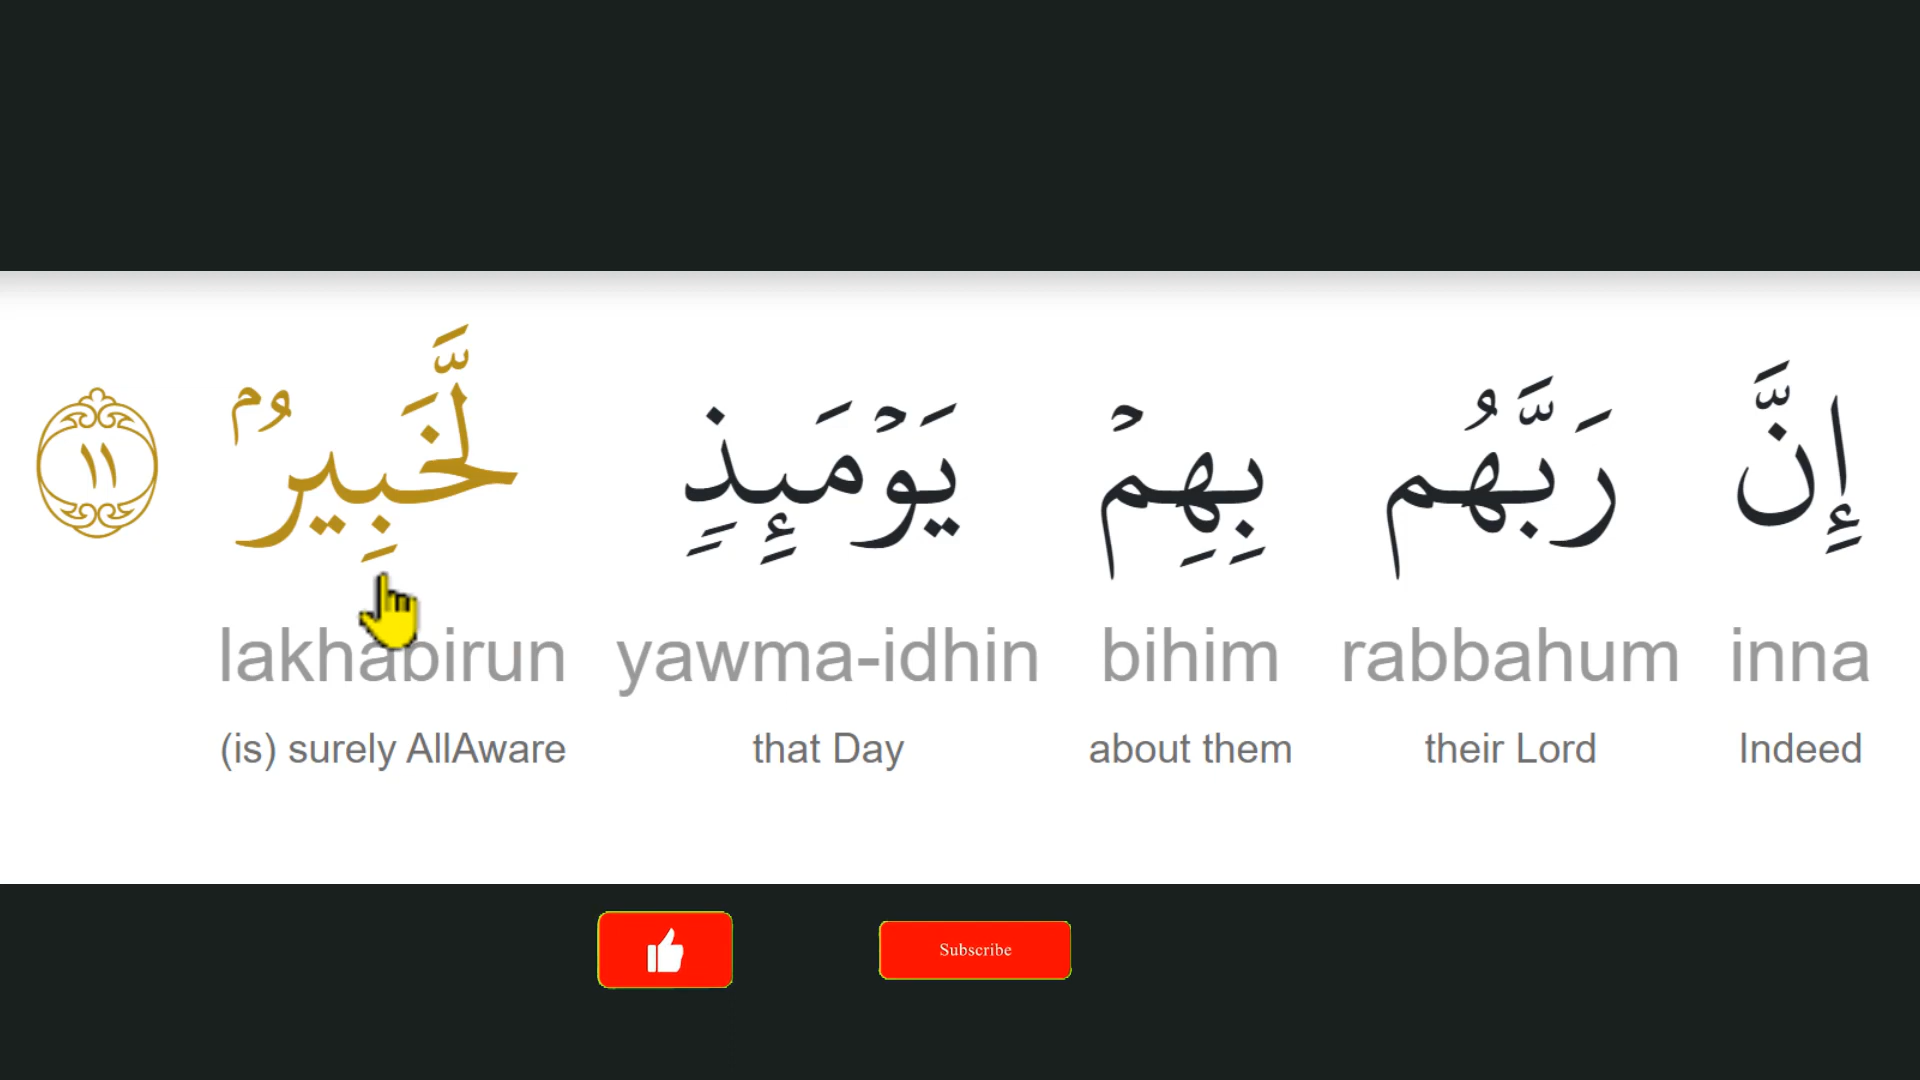 إِنَّ رَبَّهُم بِهِمْ يَوْمَئِذٍ لَّخَبِيرٌۢ ١١
lakhabirun yawma-idhin bihim rabbahum inna
(is) surely AllAware that Day about them their Lord Indeed
Subscribe